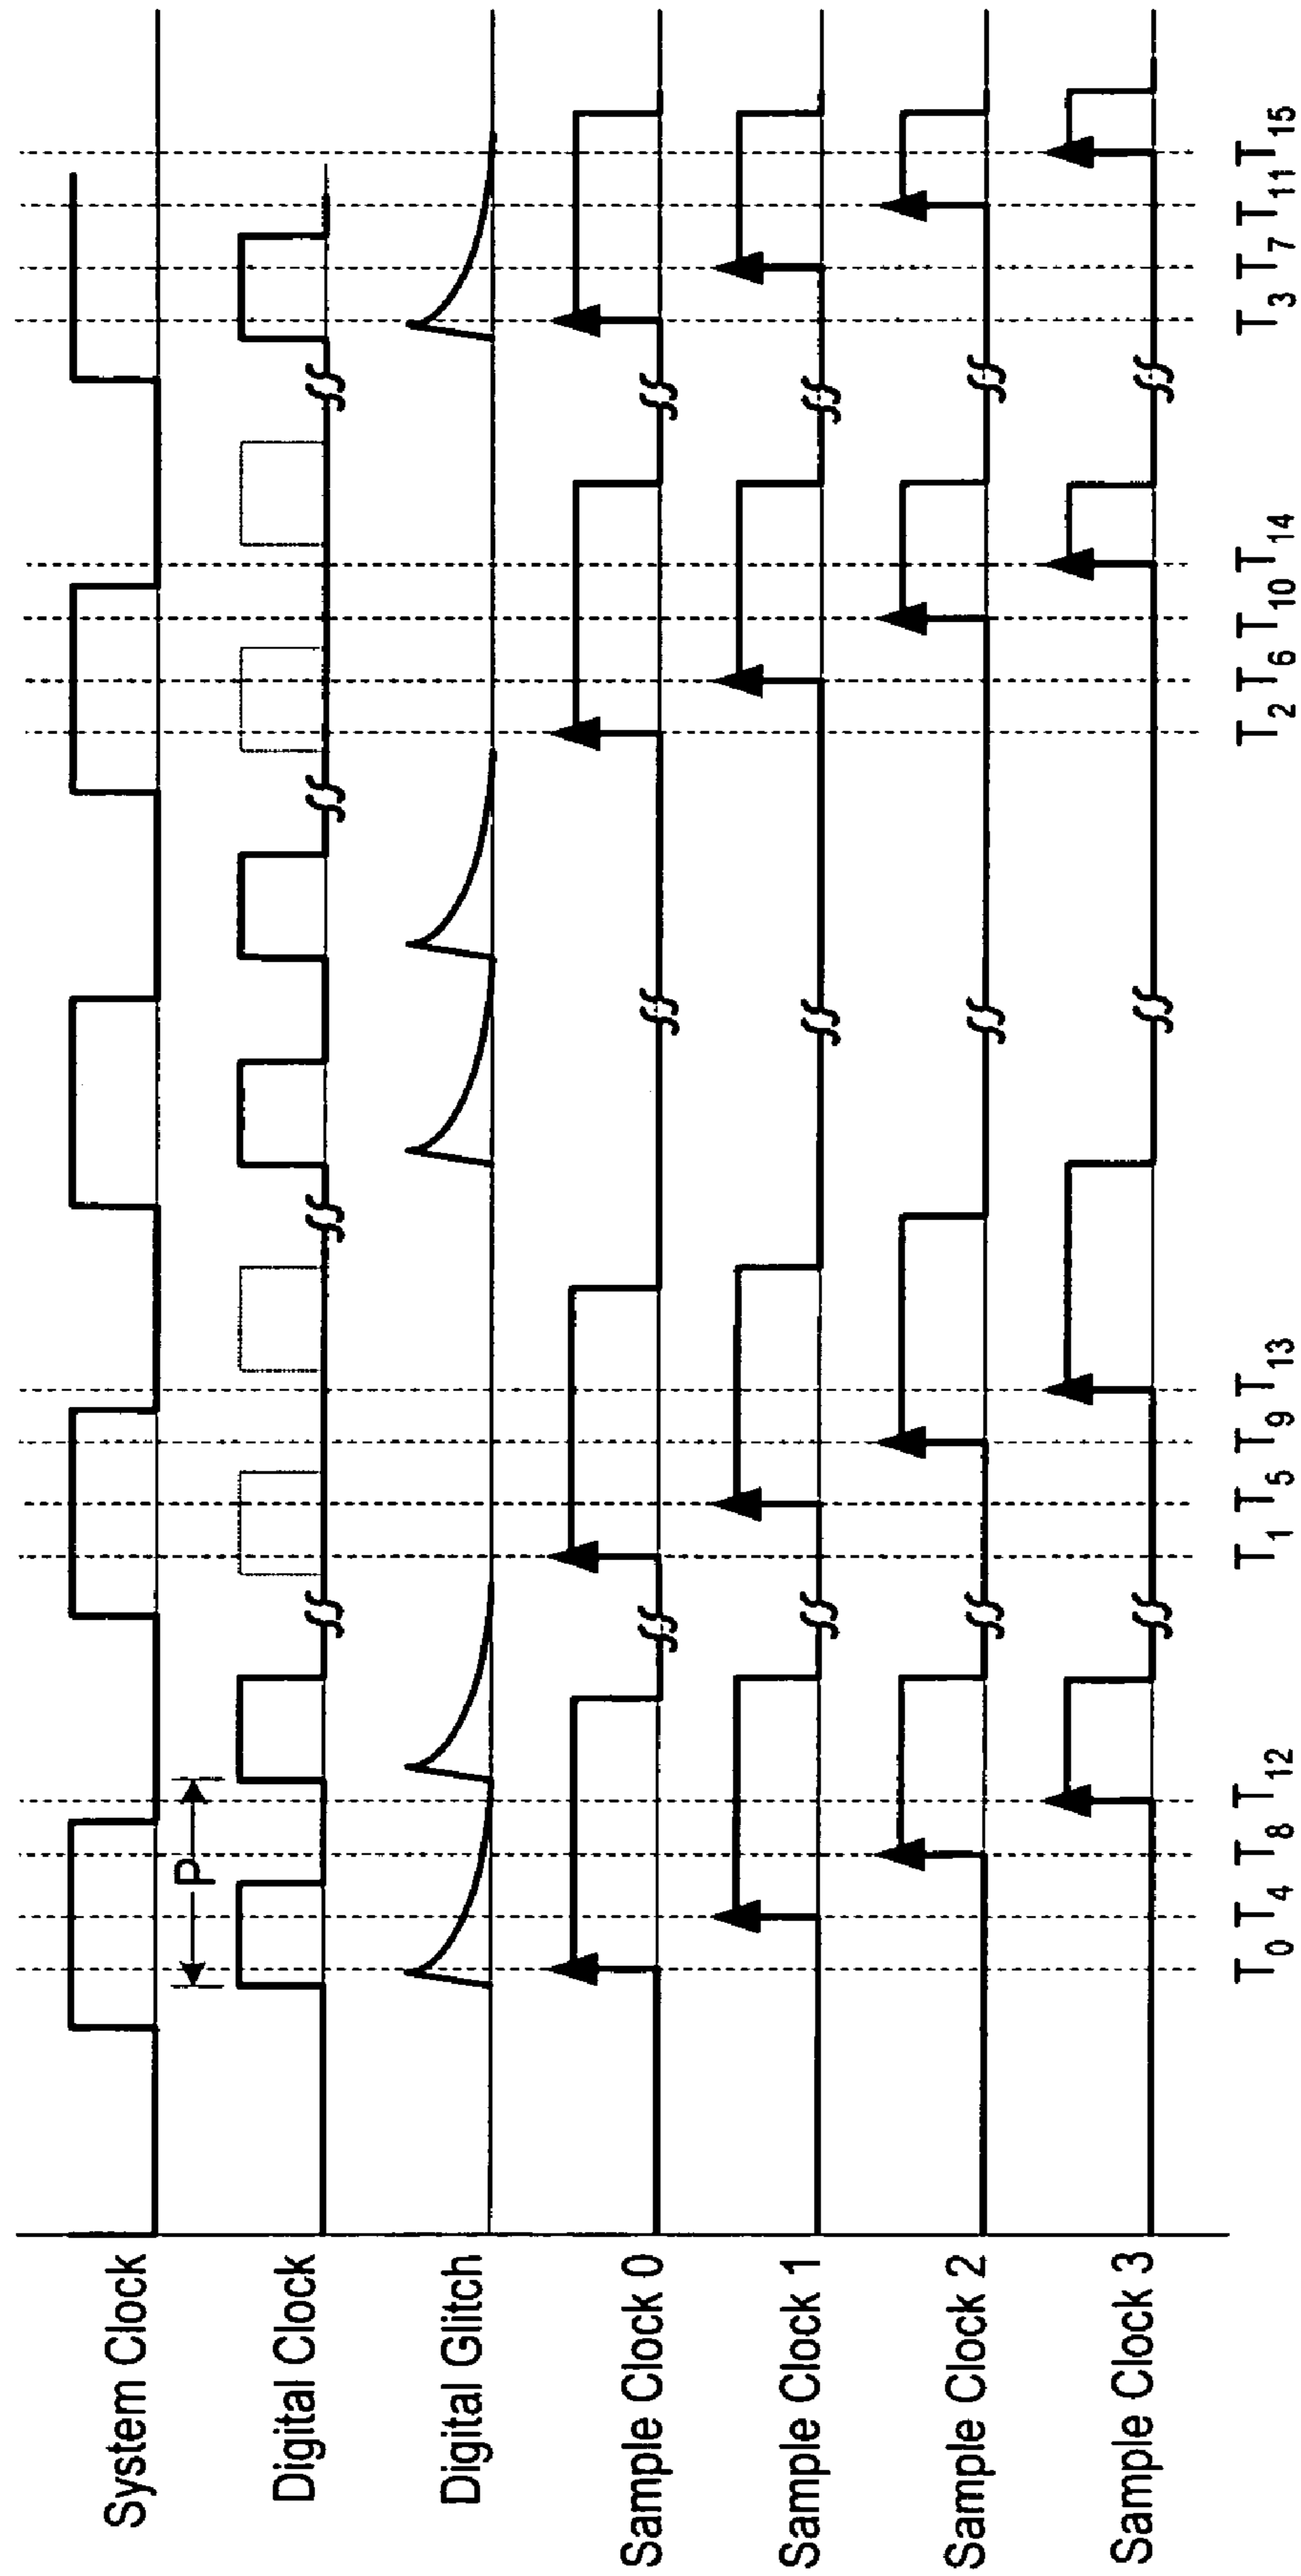 System Clock
Digital Clock
P
Digital Glitch
Sample Clock 0
Sample Clock 1
Sample Clock 2
Sample Clock 3
T0 T4 T8 T12 T1 T5 T9 T13 T2 T6 T10 T14 T3 T7 T11 T15